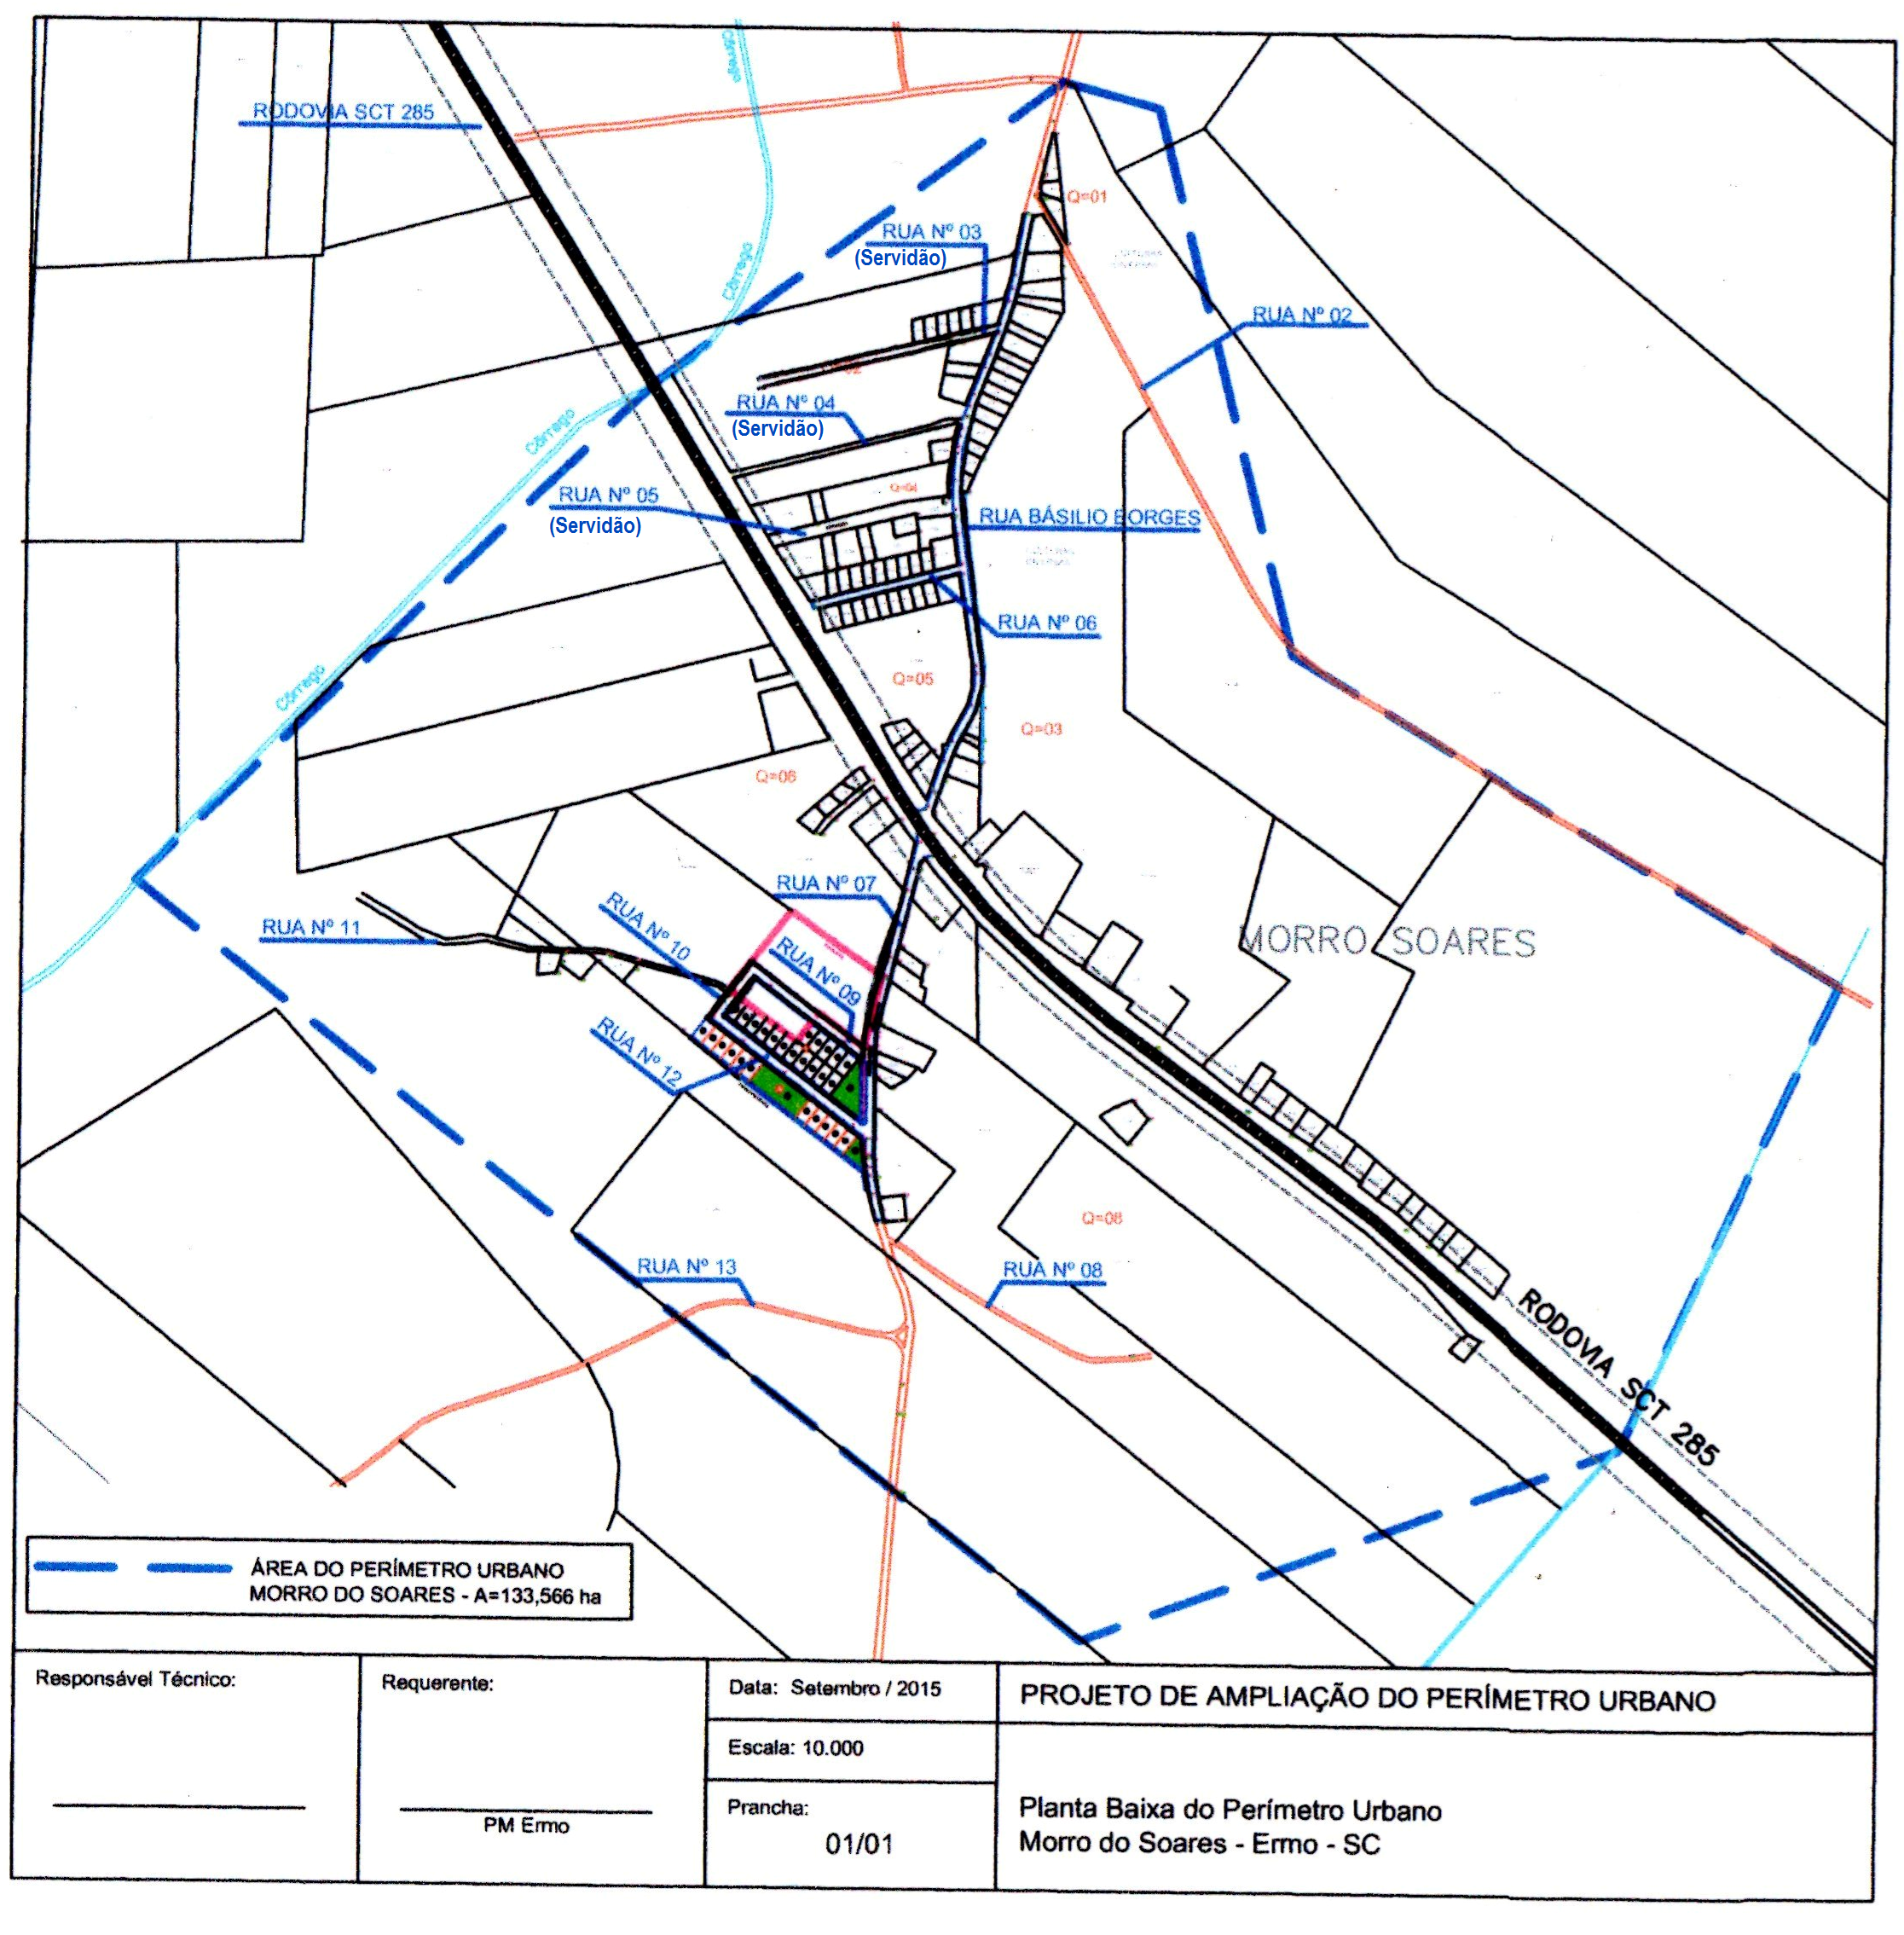 Córrego
RODOVIA SCT 285
Q=01
RUA Nº 03
(Servidão)
Córrego
RUA Nº 02
RUA Nº 04
(Servidão)
Córrego
Q=04
RUA Nº 05
(Servidão)
RUA BÁSILIO BORGES
RUA Nº 06
Córrego
Q=05
Q=03
Q=06
RUA Nº 07
RUA Nº 11
RUA Nº 10
RUA Nº 09
MORRO SOARES
RUA Nº 12
Q=08
RUA Nº 13
RUA Nº 08
RODOVIA SCT 285
ÁREA DO PERÍMETRO URBANO
MORRO DO SOARES - A=133,566 ha
Responsável Técnico:
Requerente:
PM Ermo
Data: Setembro / 2015
Escala: 10.000
Prancha:
01/01
PROJETO DE AMPLIAÇÃO DO PERÍMETRO URBANO
Planta Baixa do Perímetro Urbano
Morro do Soares - Ermo - SC